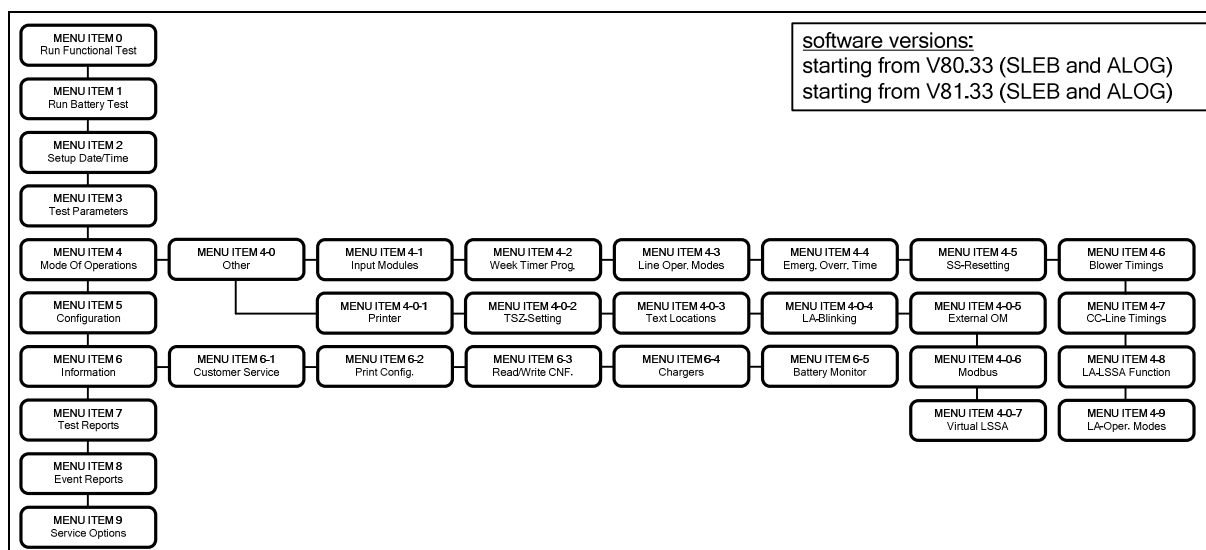 software versions:
starting from V80.33 (SLEB and ALOG)
starting from V81.33 (SLEB and ALOG)
MENU ITEM 0
Run Functional Test
MENU ITEM 1
Run Battery Test
MENU ITEM 2
Setup Date/Time
MENU ITEM 3
Test Parameters
MENU ITEM 4
Mode Of Operations
MENU ITEM 4-0
Other
MENU ITEM 4-1
Input Modules
MENU ITEM 4-2
Week Timer Prog.
MENU ITEM 4-3
Line Oper. Modes
MENU ITEM 4-4
Emerg. Overr. Time
MENU ITEM 4-5
SS-Resetting
MENU ITEM 4-6
Blower Timings
MENU ITEM 5
Configuration
MENU ITEM 4-0-1
Printer
MENU ITEM 4-0-2
TSZ-Setting
MENU ITEM 4-0-3
Text Locations
MENU ITEM 4-0-4
LA-Blinking
MENU ITEM 4-0-5
External OM
MENU ITEM 4-7
CC-Line Timings
MENU ITEM 6
Information
MENU ITEM 6-1
Customer Service
MENU ITEM 6-2
Print Config.
MENU ITEM 6-3
Read/Write CNF.
MENU ITEM 6-4
Chargers
MENU ITEM 6-5
Battery Monitor
MENU ITEM 4-0-6
Modbus
MENU ITEM 4-8
LA-LSSA Function
MENU ITEM 7
Test Reports
MENU ITEM 4-0-7
Virtual LSSA
MENU ITEM 4-9
LA-Oper. Modes
MENU ITEM 8
Event Reports
MENU ITEM 9
Service Options